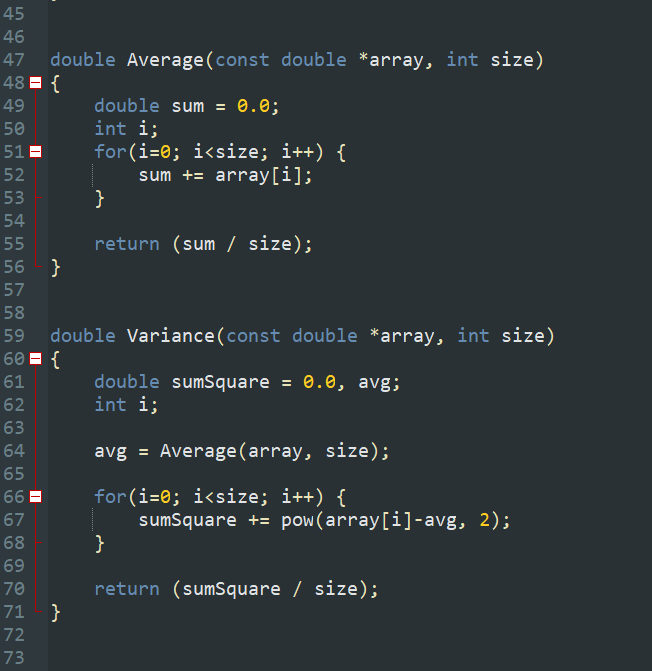 45
46
47 double Average(const double *array, int size)
48 {
49     double sum = 0.0;
50     int i;
51     for(i=0; i<size; i++) {
52         sum += array[i];
53     }
54
55     return (sum / size);
56 }
57
58
59 double Variance(const double *array, int size)
60 {
61     double sumSquare = 0.0, avg;
62     int i;
63
64     avg = Average(array, size);
65
66     for(i=0; i<size; i++) {
67         sumSquare += pow(array[i]-avg, 2);
68     }
69
70     return (sumSquare / size);
71 }
72
73